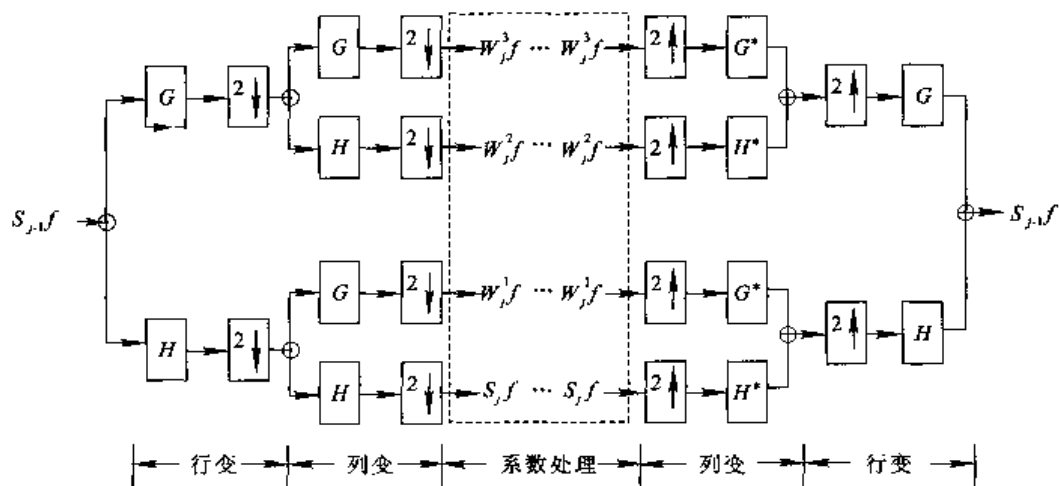 G 2↓ W_j^3 f ··· W_j^3 f 2↑ G*
G 2↓ 2↑ G
H 2↓ W_j^2 f ··· W_j^2 f 2↑ H*
S_{j-1} f S_{j-1} f
G 2↓ W_j^1 f ··· W_j^1 f 2↑ G*
H 2↓ 2↑ H
H 2↓ S_j f ··· S_j f 2↑ H*
行变 列变 系数处理 列变 行变